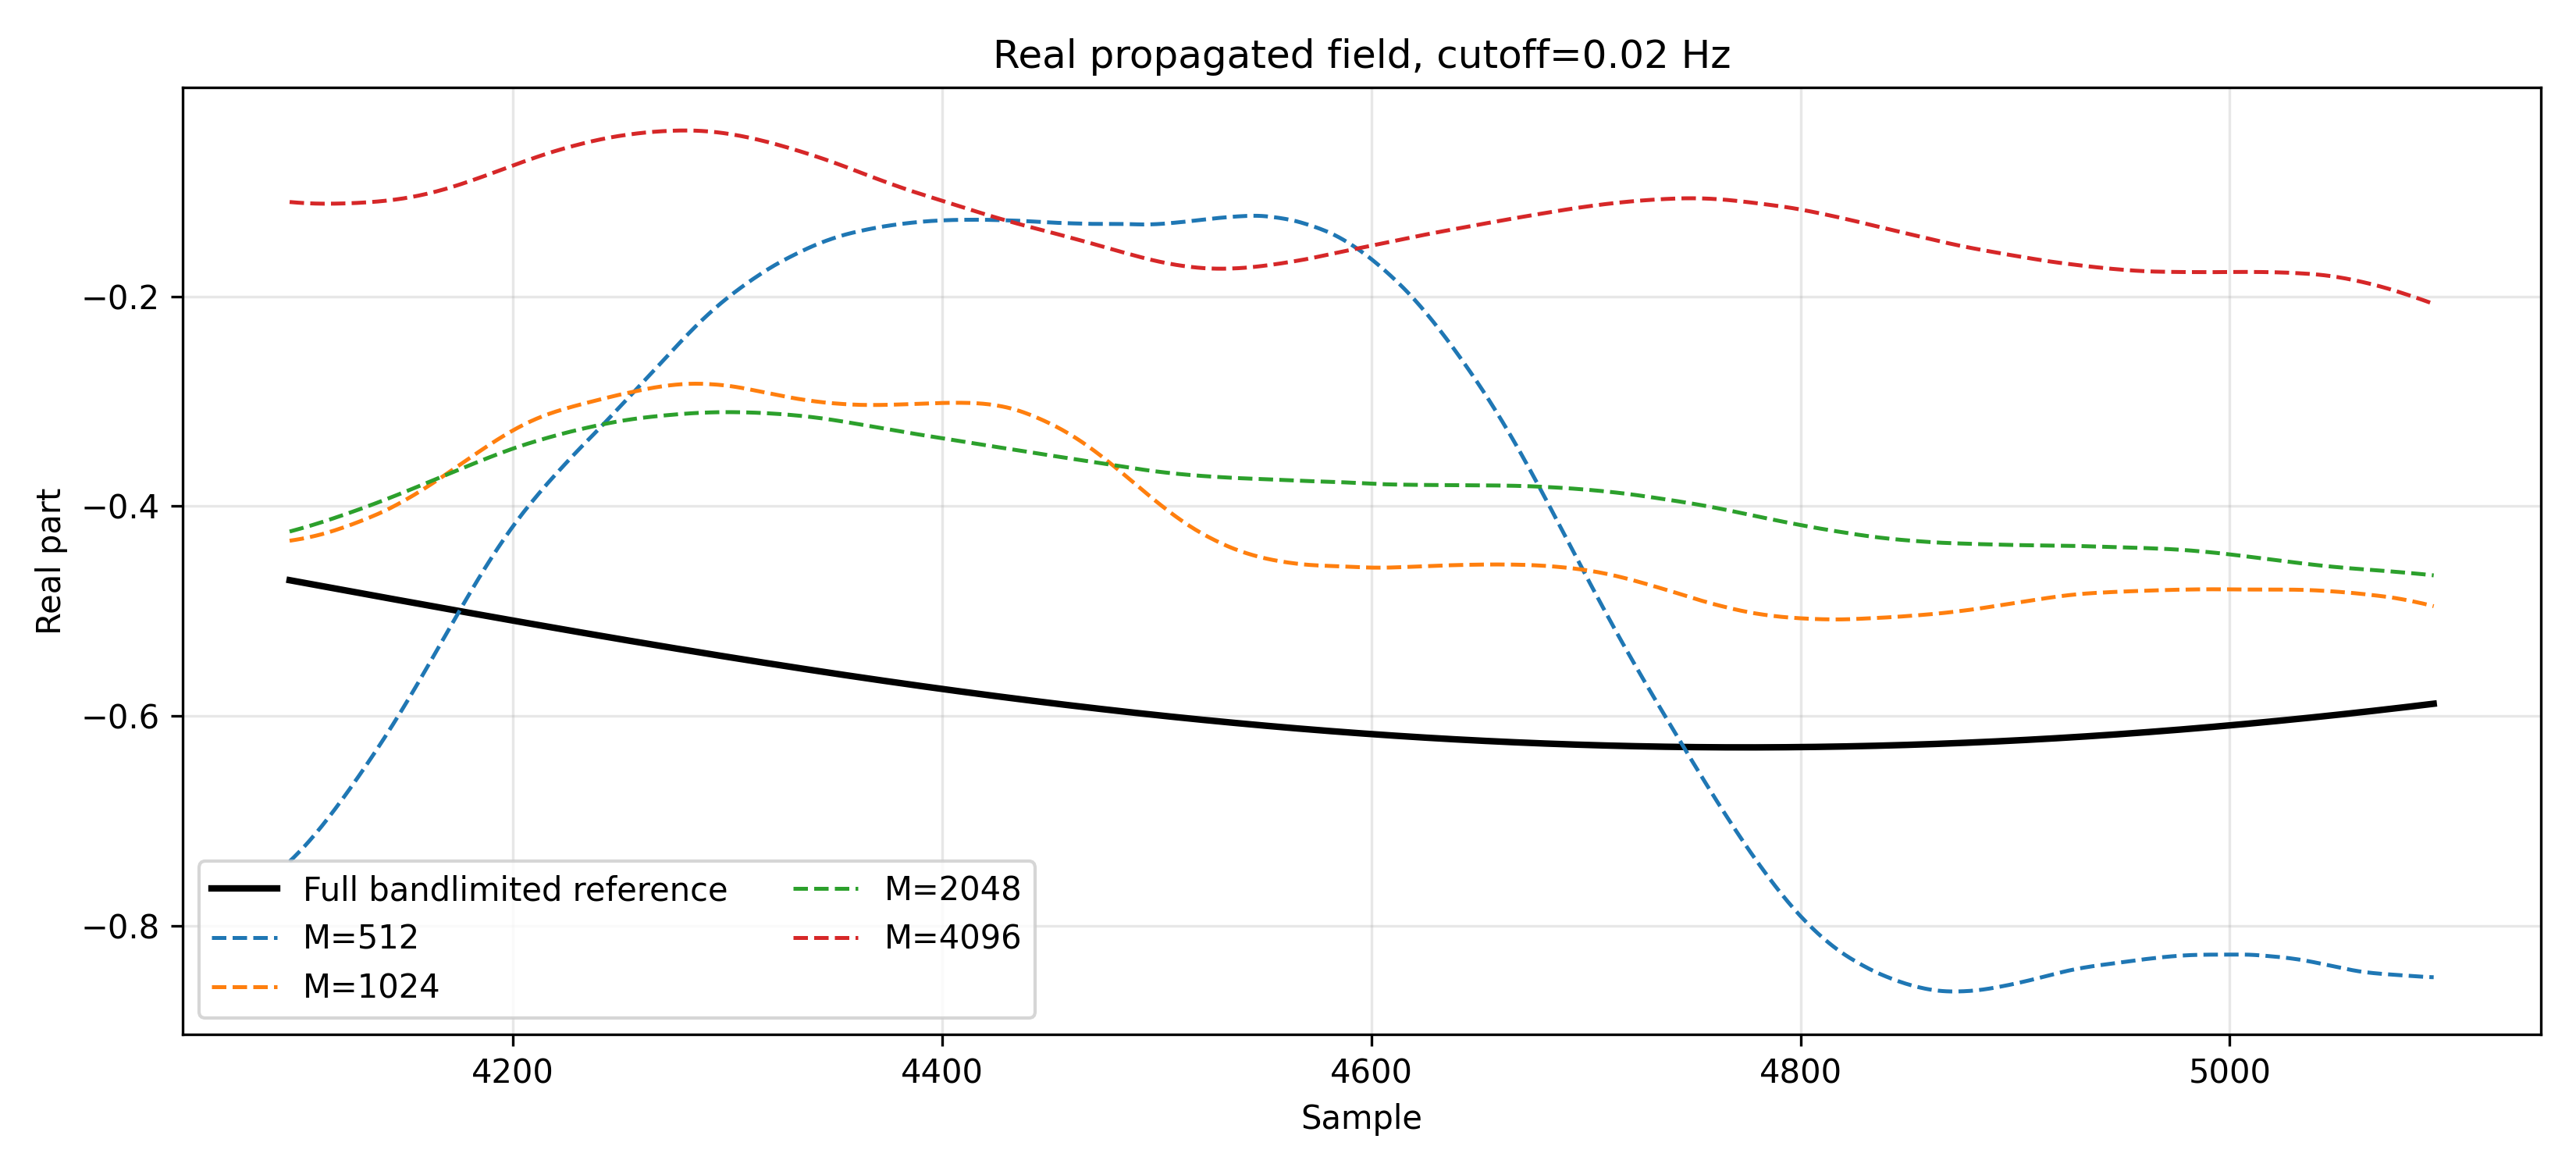 Real propagated field, cutoff=0.02 Hz
Real part
−0.2
−0.4
−0.6
−0.8
Full bandlimited reference
M=512
M=1024
M=2048
M=4096
4200 4400 4600 4800 5000
Sample